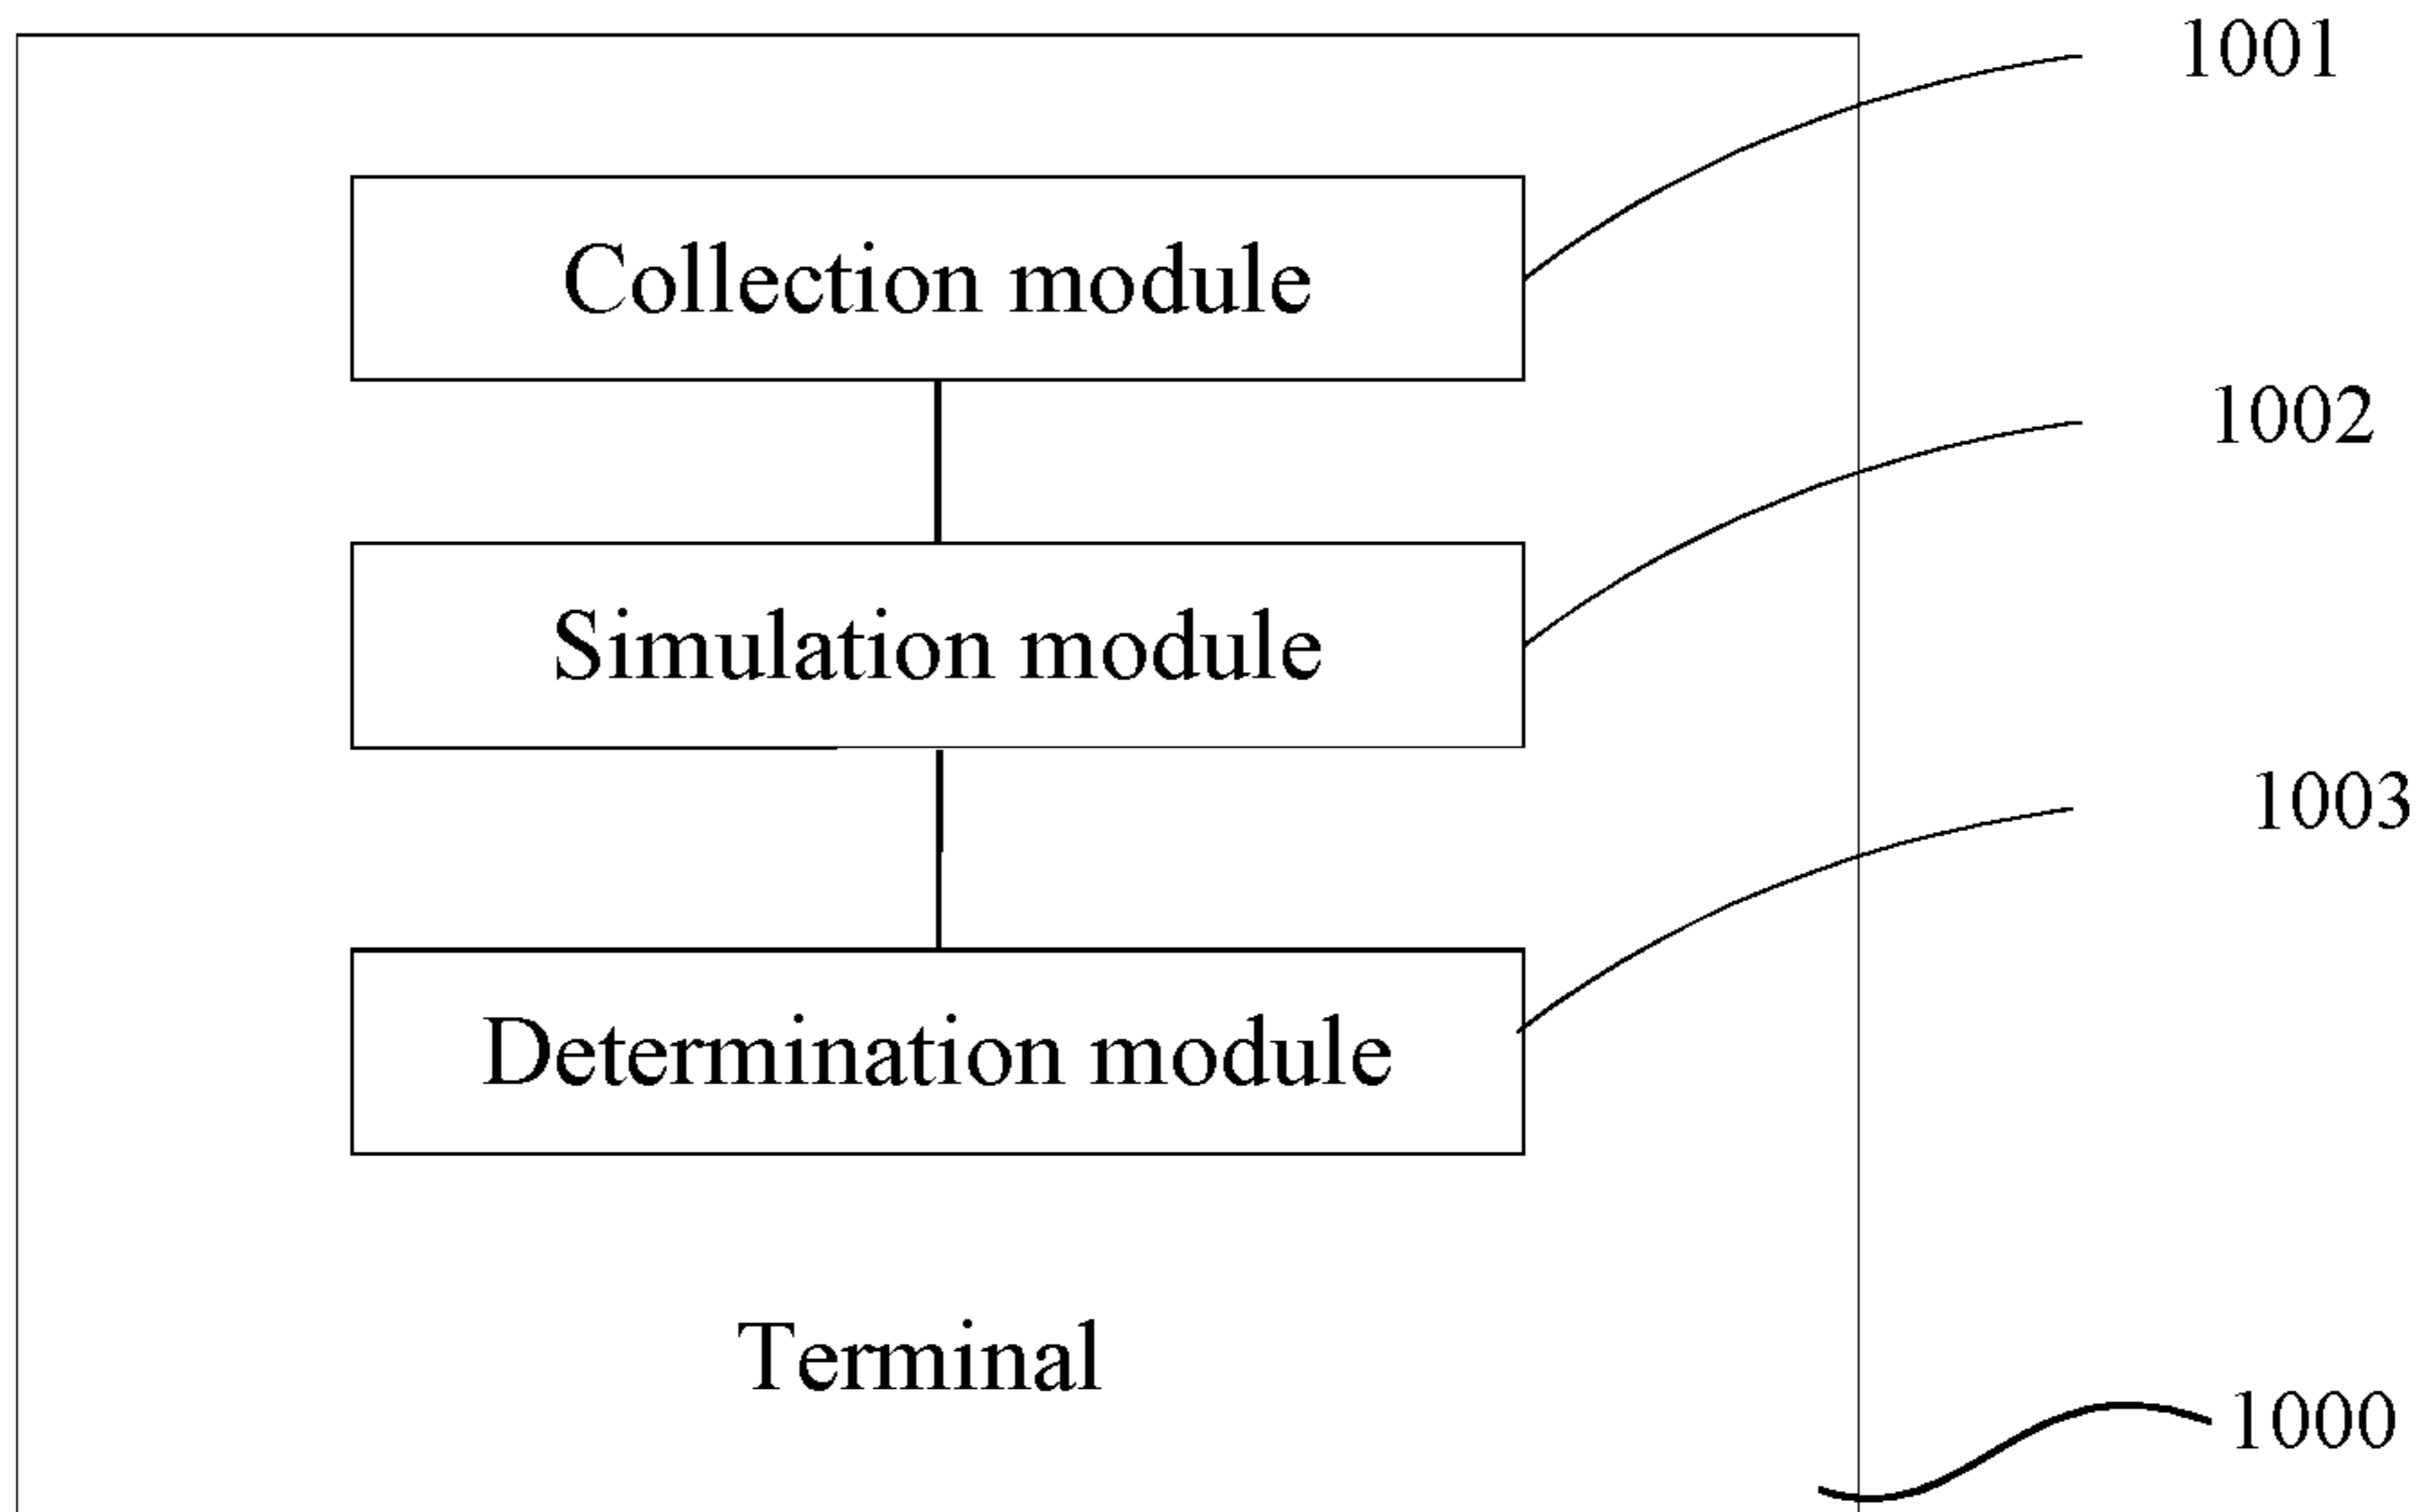 1001
Collection module
1002
Simulation module
1003
Determination module
Terminal
1000